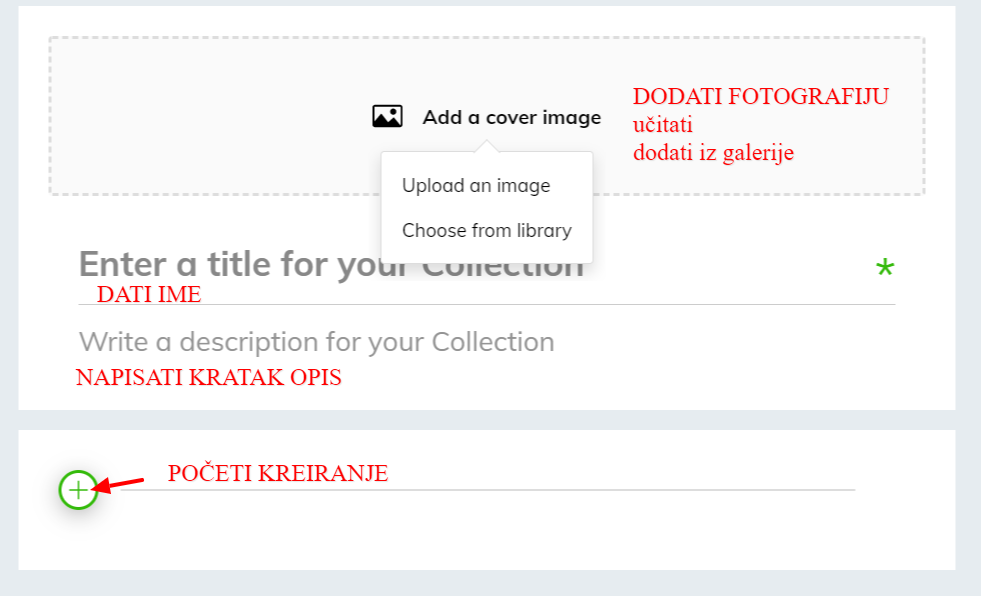 Add a cover image
DODATI FOTOGRAFIJU
učitati
dodati iz galerije
Upload an image
Choose from library
Enter a title for your Collection
*
DATI IME
Write a description for your Collection
NAPISATI KRATAK OPIS
POČETI KREIRANJE